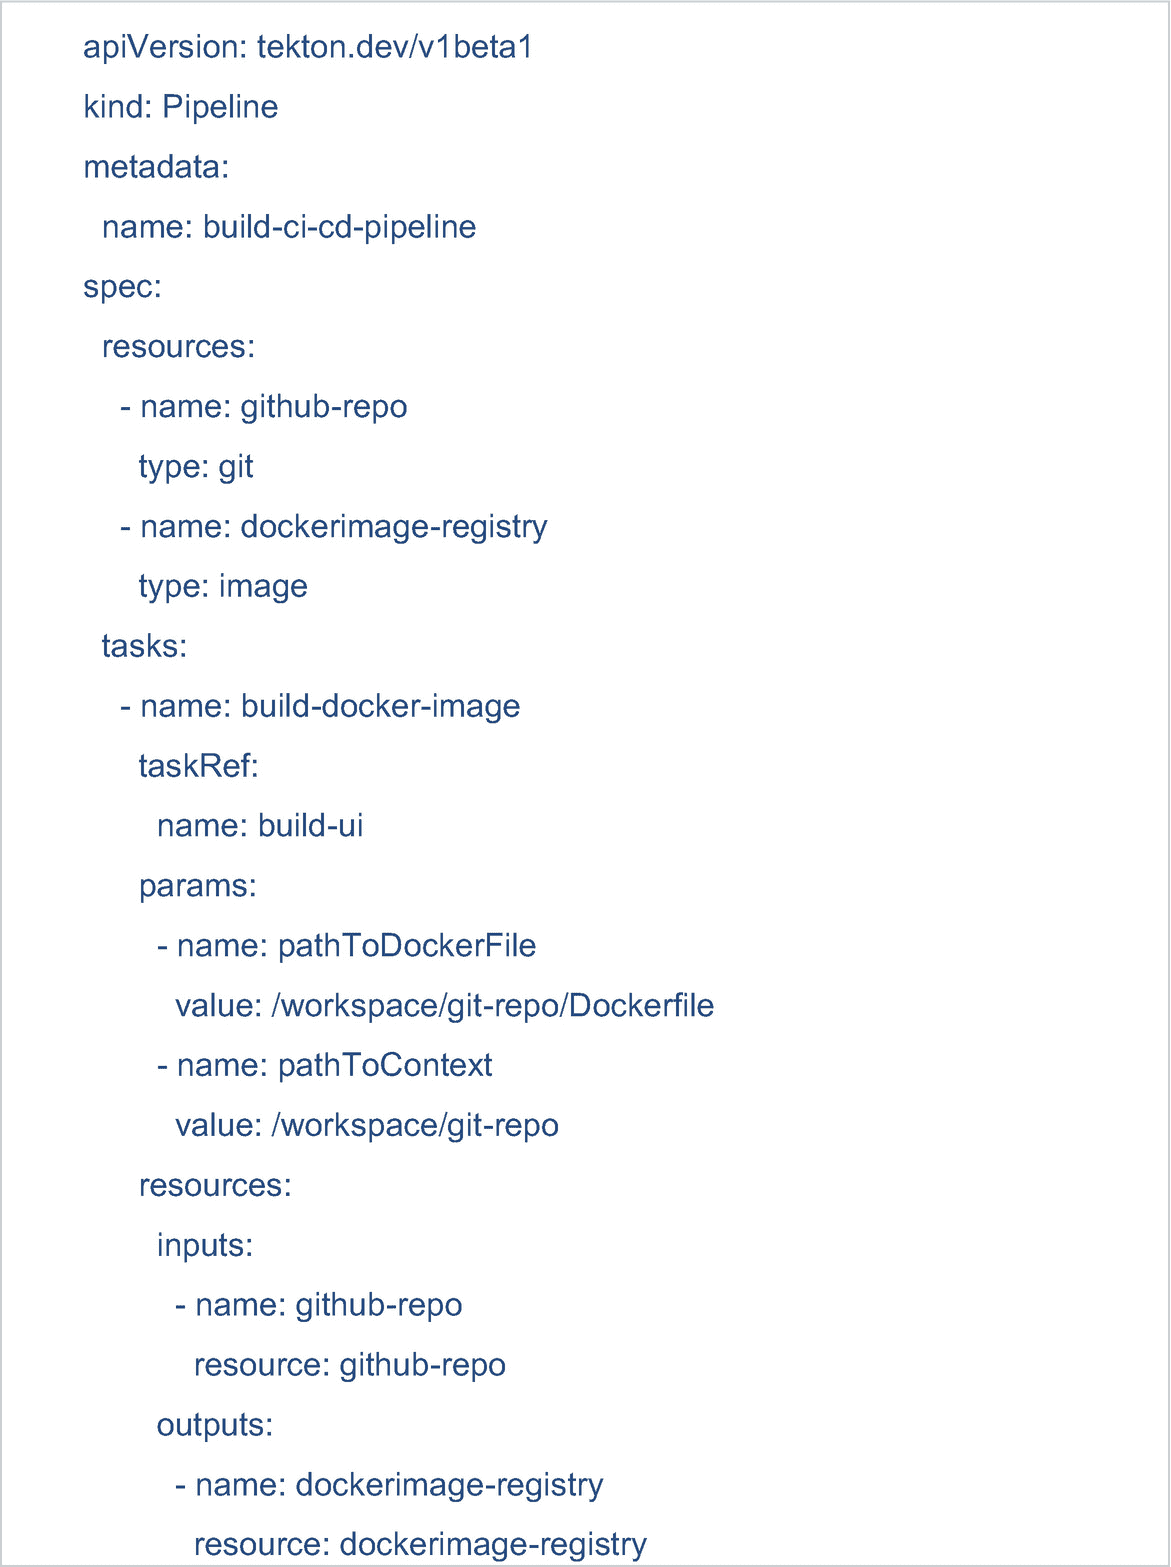 apiVersion: tekton.dev/v1beta1
kind: Pipeline
metadata:
  name: build-ci-cd-pipeline
spec:
  resources:
    - name: github-repo
      type: git
    - name: dockerimage-registry
      type: image
  tasks:
    - name: build-docker-image
      taskRef:
        name: build-ui
      params:
        - name: pathToDockerFile
          value: /workspace/git-repo/Dockerfile
        - name: pathToContext
          value: /workspace/git-repo
      resources:
        inputs:
          - name: github-repo
            resource: github-repo
        outputs:
          - name: dockerimage-registry
            resource: dockerimage-registry